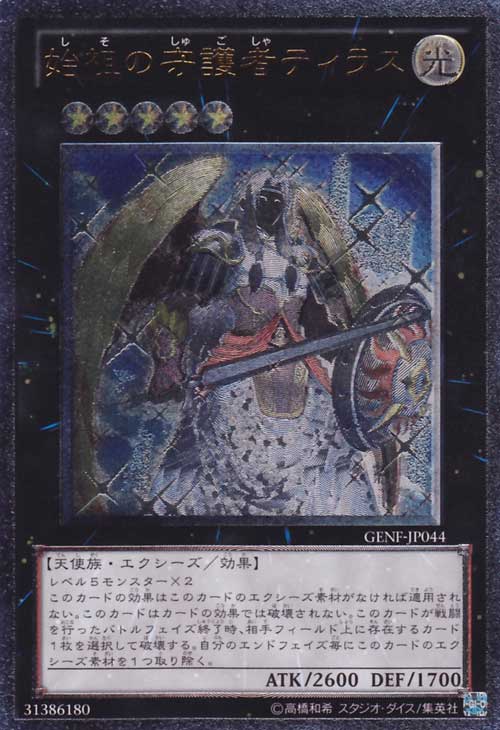 始祖の守護者ティラス
しそ しゅごしゃ
光
GENF-JP044
【天使族・エクシーズ／効果】
レベル５モンスター×２
このカードの効果はこのカードのエクシーズ素材がなければ適用され
ない。このカードはカードの効果では破壊されない。このカードが戦闘
を行ったバトルフェイズ終了時、相手フィールド上に存在するカード
１枚を選択して破壊する。自分のエンドフェイズ毎にこのカードのエク
シーズ素材を１つ取り除く。
ATK/2600 DEF/1700
31386180
©高橋和希 スタジオ・ダイス/集英社